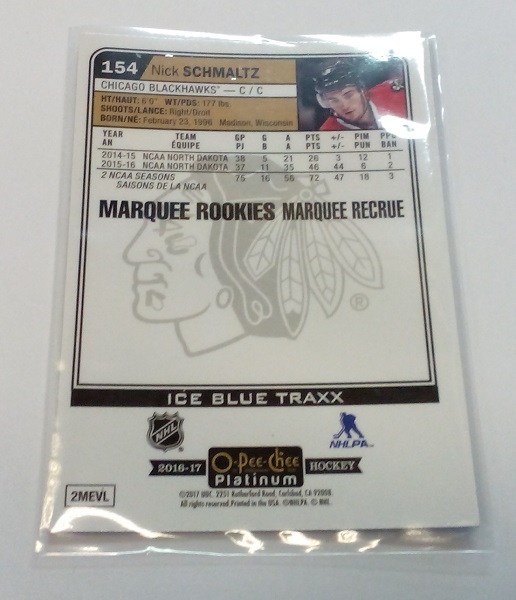 154 Nick SCHMALTZ
CHICAGO BLACKHAWKS — C / C
HT/HAUT: 6'0" WT/PDS: 177 lbs.
SHOOTS/LANCE: Right/Droit
BORN/NÉ: February 23, 1996 Madison, Wisconsin
YEAR TEAM GP G A PTS +/- PIM PPG
AN ÉQUIPE PJ B A PTS +/- PUN BAN
2014-15 NCAA NORTH DAKOTA 38 5 21 26 3 12 1
2015-16 NCAA NORTH DAKOTA 37 11 35 46 44 6 2
2 NCAA SEASONS 75 16 56 72 47 18 3
SAISONS DE LA NCAA
MARQUEE ROOKIES MARQUEE RECRUE
®
ICE BLUE TRAXX
NHL
NHLPA
2016-17 O-Pee-Chee HOCKEY
Platinum
2MEVL
©2017 UDC. 2251 Rutherford Road, Carlsbad, CA 92008.
All rights reserved. Printed in the USA. ©NHLPA. © NHL.